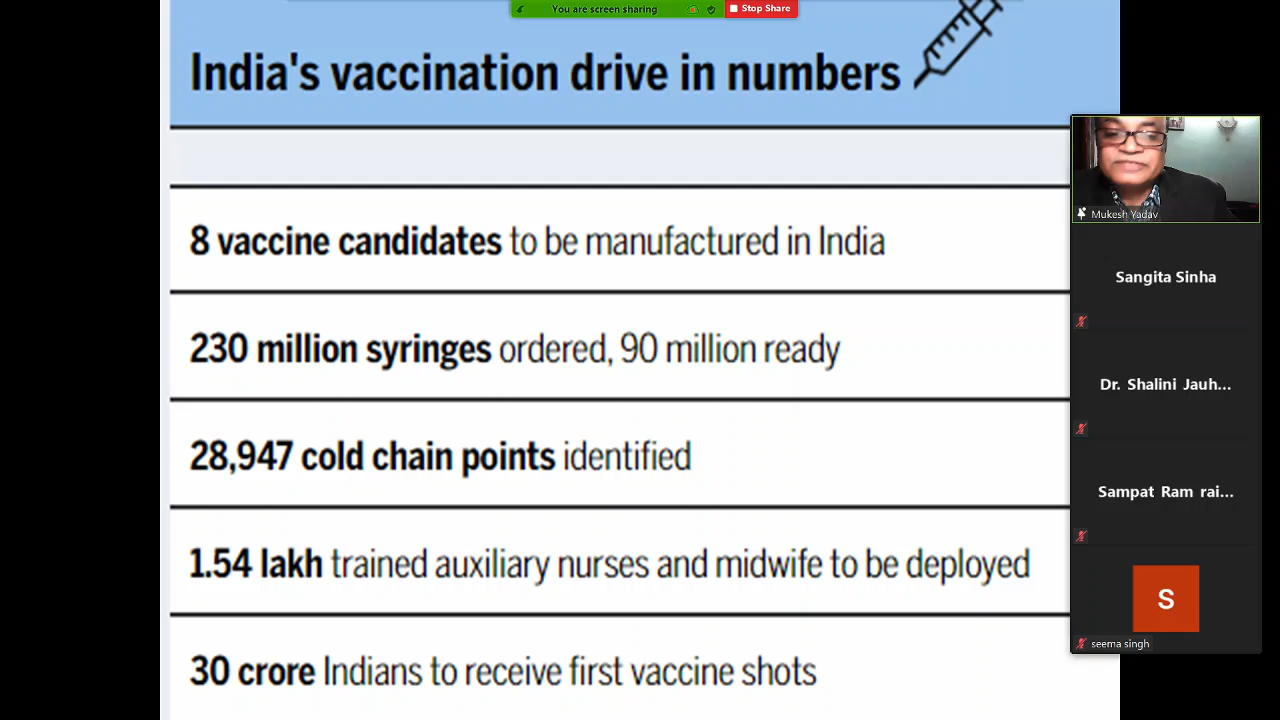 You are screen sharing
Stop Share
India's vaccination drive in numbers
8 vaccine candidates to be manufactured in India
230 million syringes ordered, 90 million ready
28,947 cold chain points identified
1.54 lakh trained auxiliary nurses and midwife to be deployed
30 crore Indians to receive first vaccine shots
Mukesh Yadav
Sangita Sinha
Dr. Shalini Jauh...
Sampat Ram rai...
S
seema singh